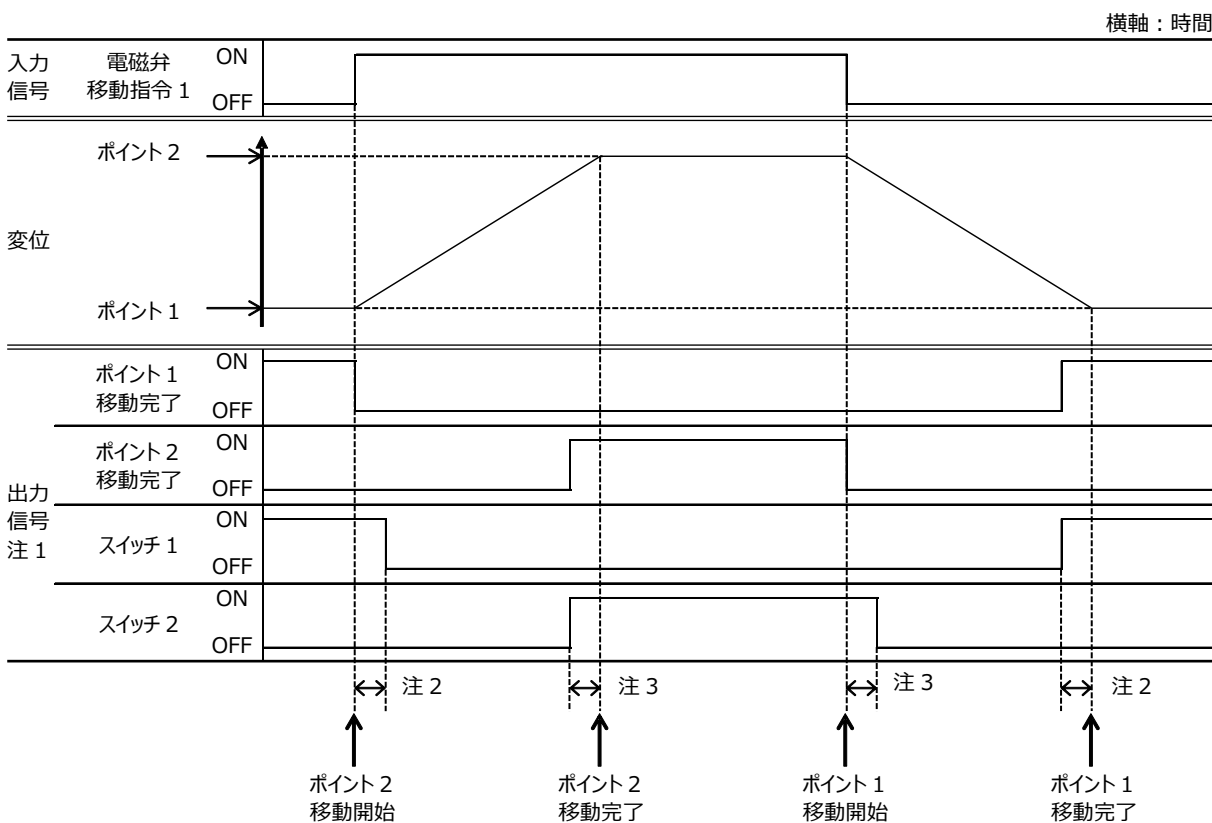 横軸：時間
入力
信号
電磁弁
移動指令 1
ON
OFF
ポイント 2
変位
ポイント 1
出力
信号
注 1
ポイント 1
移動完了
ON
OFF
ポイント 2
移動完了
ON
OFF
スイッチ 1
ON
OFF
スイッチ 2
ON
OFF
注 2
注 3
注 3
注 2
ポイント 2
移動開始
ポイント 2
移動完了
ポイント 1
移動開始
ポイント 1
移動完了